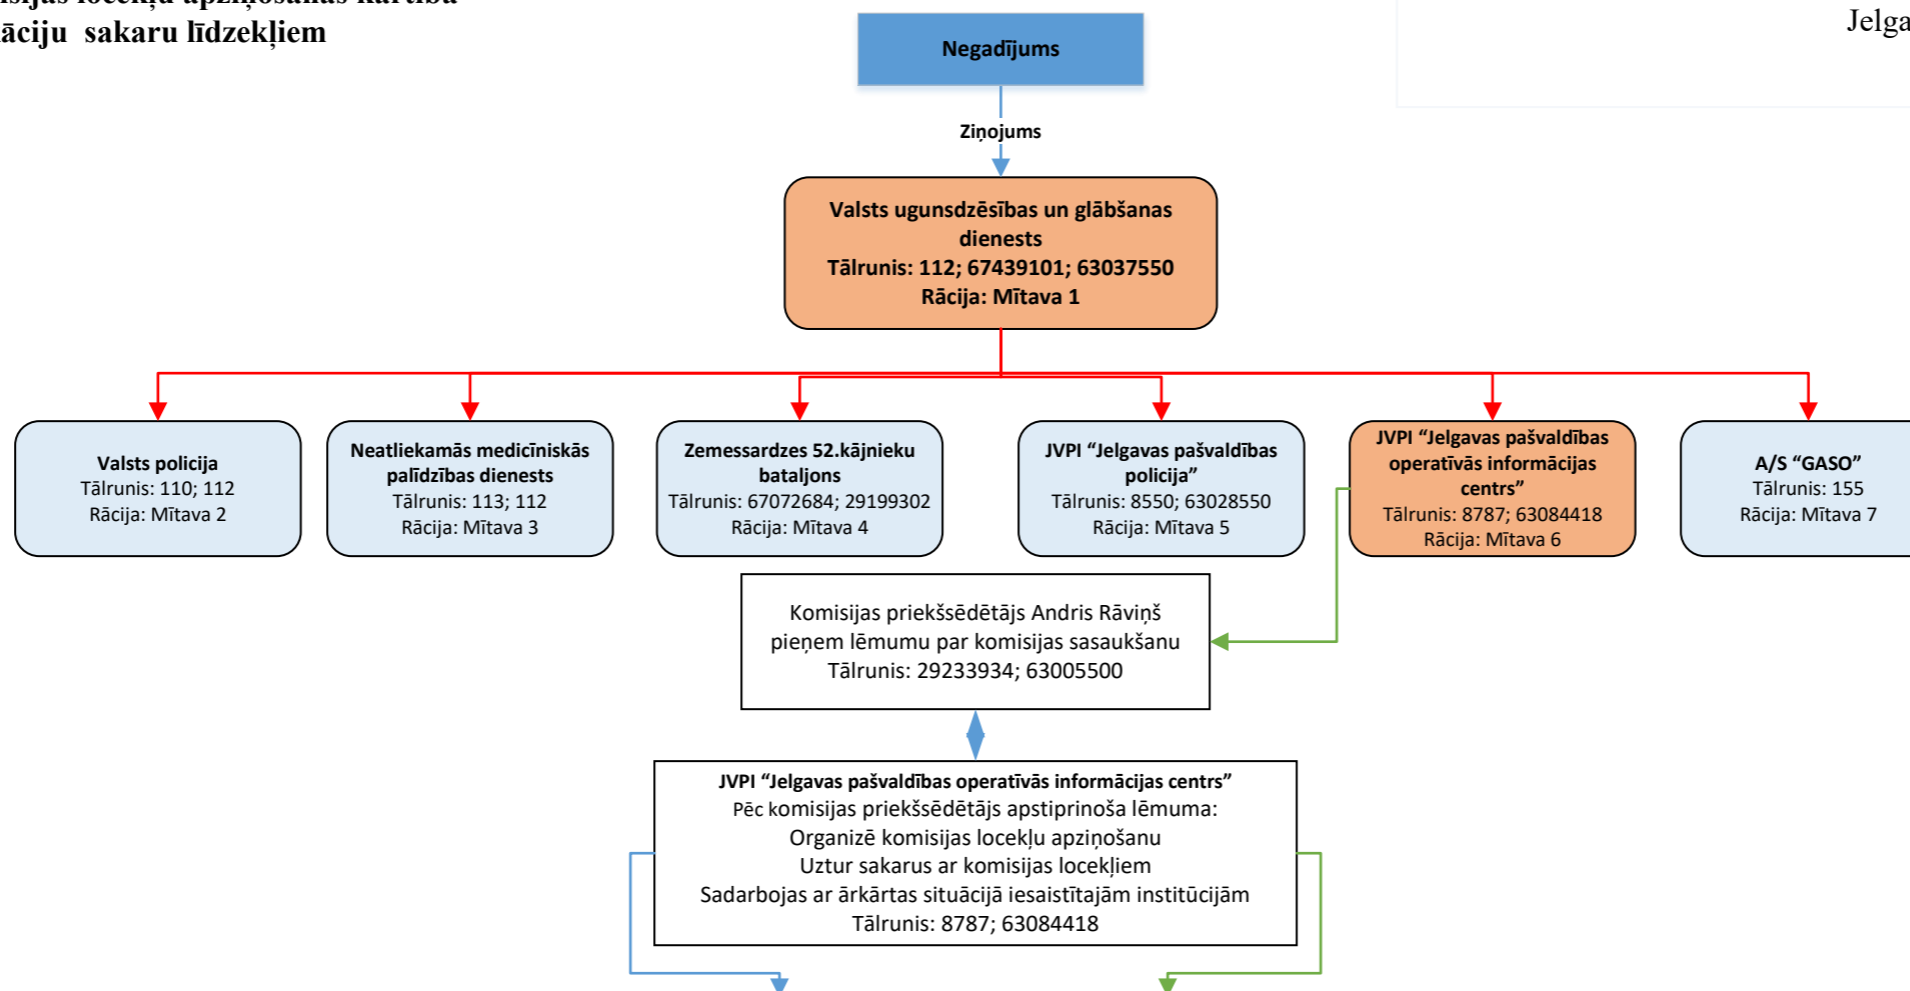 locekļu apziņošanas kārtība
sakaru līdzekļiem
Negadījums
Ziņojums
Valsts ugunsdzēsības un glābšanas
dienests
Tālrunis: 112; 67439101; 63037550
Rācija: Mītava 1
Valsts policija
Tālrunis: 110; 112
Rācija: Mītava 2
Neatliekamās medicīniskās
palīdzības dienests
Tālrunis: 113; 112
Rācija: Mītava 3
Zemessardzes 52.kājnieku
bataljons
Tālrunis: 67072684; 29199302
Rācija: Mītava 4
JVPI “Jelgavas pašvaldības
policija”
Tālrunis: 8550; 63028550
Rācija: Mītava 5
JVPI “Jelgavas pašvaldības
operatīvās informācijas
centrs”
Tālrunis: 8787; 63084418
Rācija: Mītava 6
A/S “GASO”
Tālrunis: 155
Rācija: Mītava 7
Komisijas priekšsēdētājs Andris Rāviņš
pieņem lēmumu par komisijas sasaukšanu
Tālrunis: 29233934; 63005500
JVPI “Jelgavas pašvaldības operatīvās informācijas centrs”
Pēc komisijas priekšsēdētājs apstiprinoša lēmuma:
Organizē komisijas locekļu apziņošanu
Uztur sakarus ar komisijas locekļiem
Sadarbojas ar ārkārtas situācijā iesaistītajām institūcijām
Tālrunis: 8787; 63084418